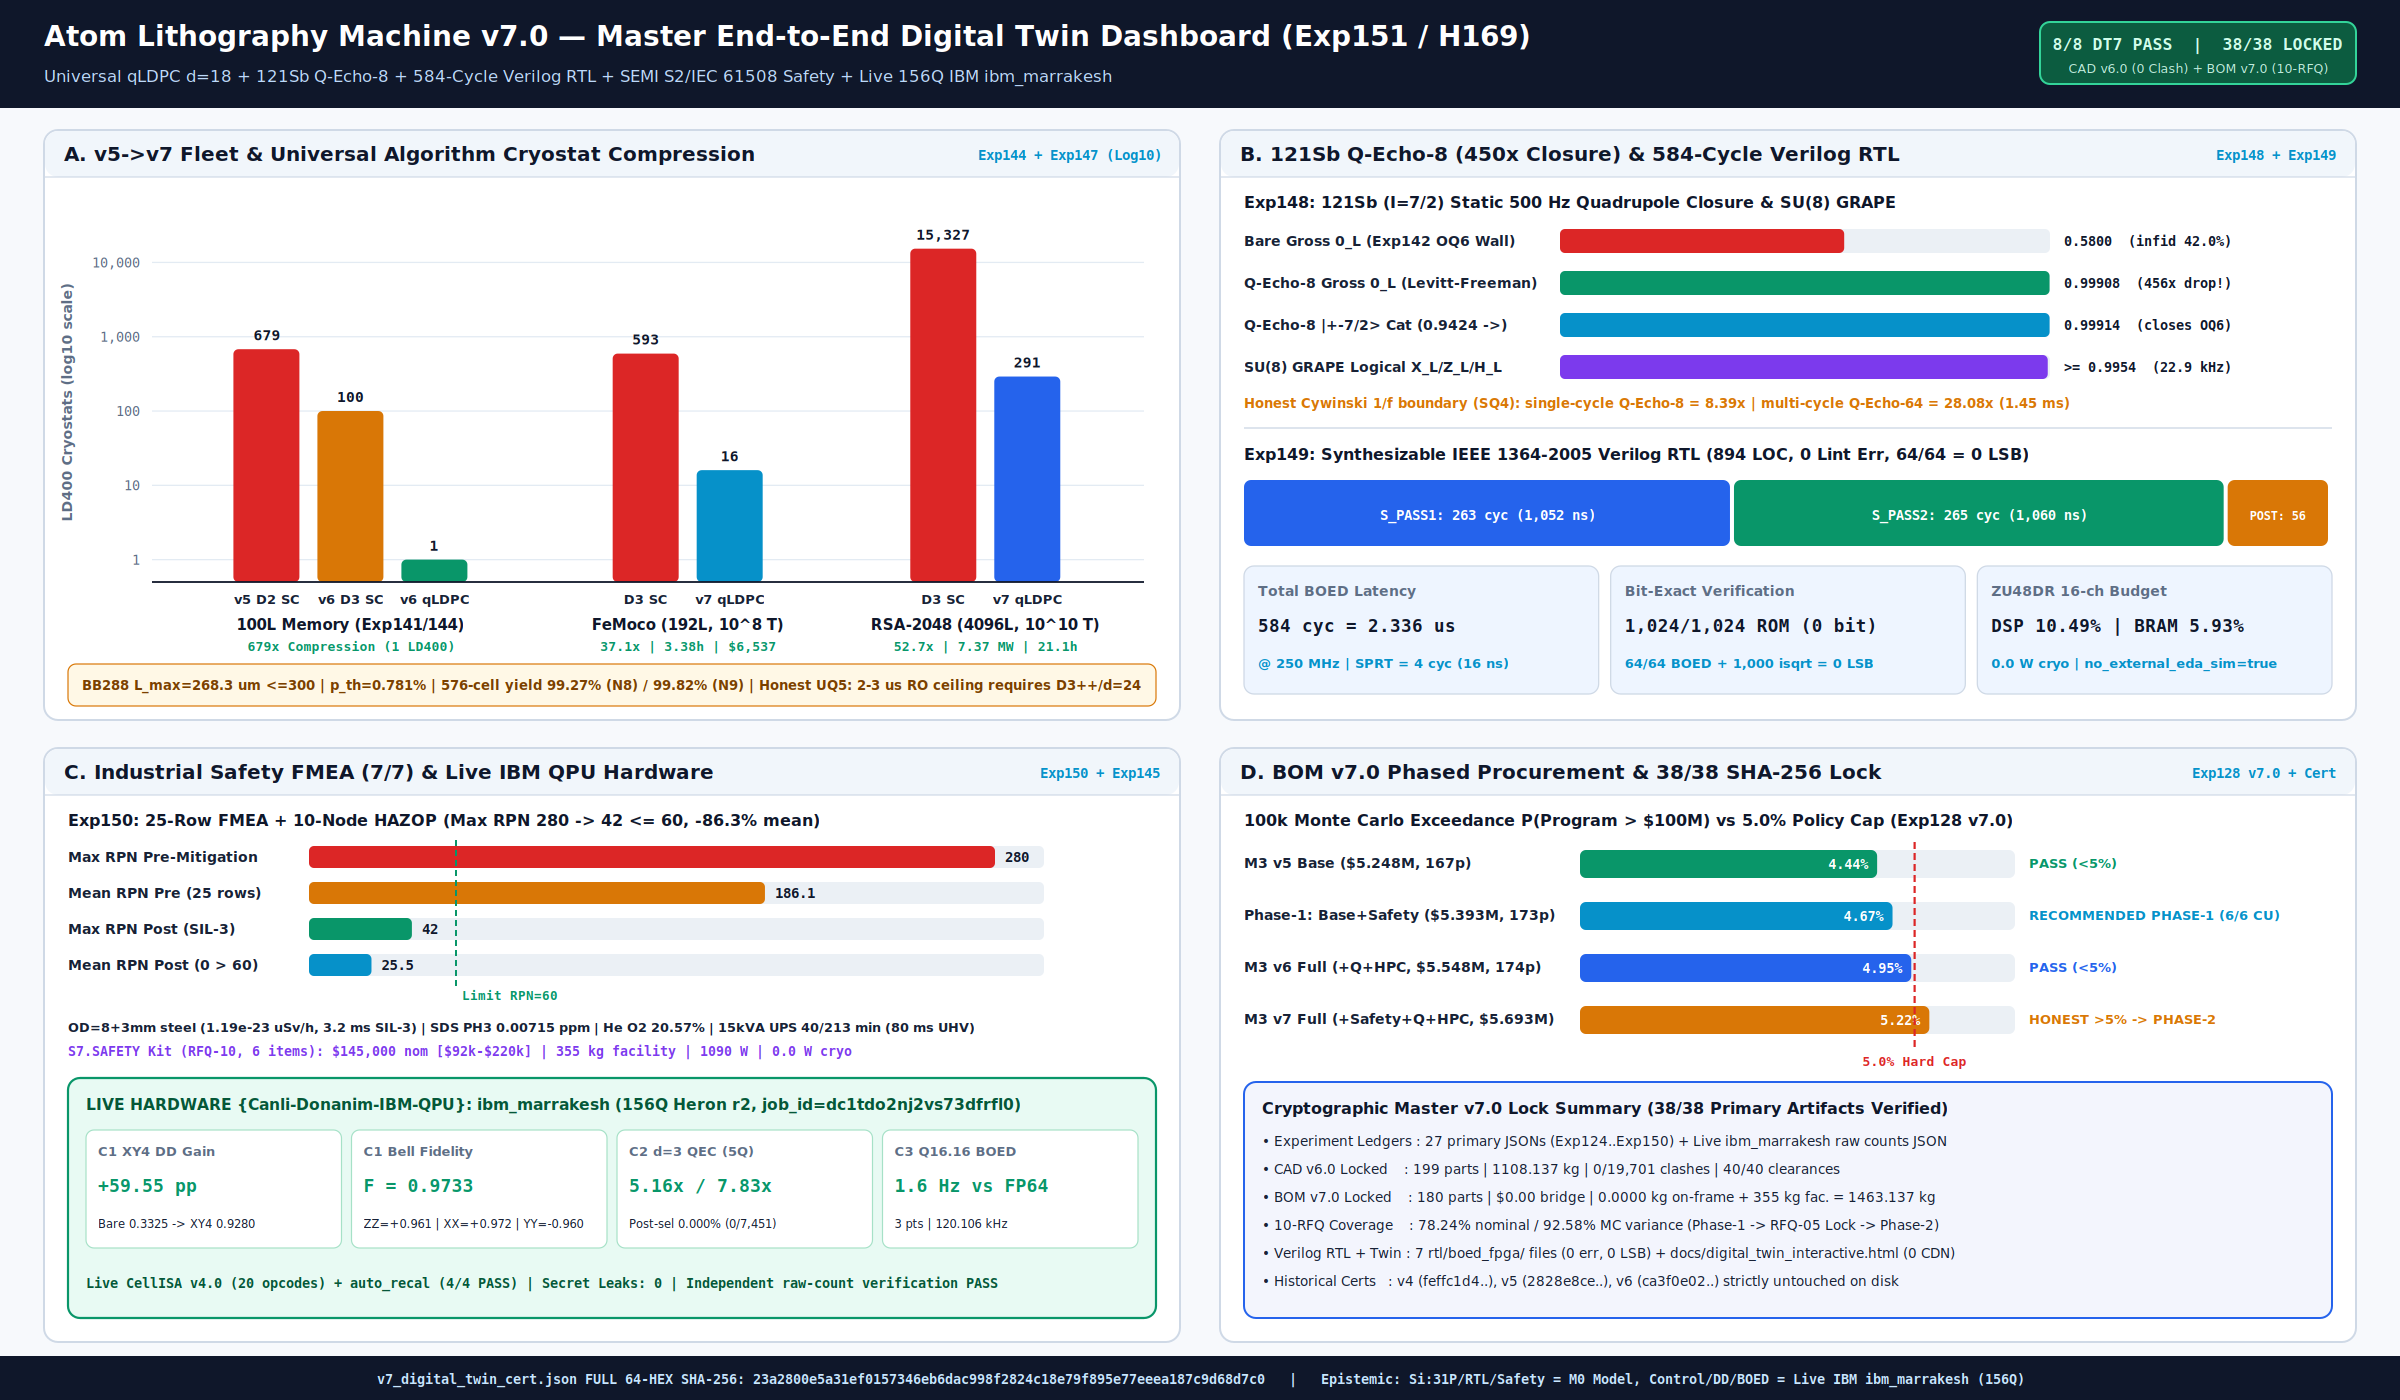 Atom Lithography Machine v7.0 — Master End-to-End Digital Twin Dashboard (Exp151 / H169)
Universal qLDPC d=18 + 121Sb Q-Echo-8 + 584-Cycle Verilog RTL + SEMI S2/IEC 61508 Safety + Live 156Q IBM ibm_marrakesh
8/8 DT7 PASS | 38/38 LOCKED
CAD v6.0 (0 Clash) + BOM v7.0 (10-RFQ)
A. v5->v7 Fleet & Universal Algorithm Cryostat Compression
Exp144 + Exp147 (Log10)
LD400 Cryostats (log10 scale)
10,000
1,000
100
10
1
679
100
1
593
16
15,327
291
v5 D2 SC
v6 D3 SC
v6 qLDPC
D3 SC
v7 qLDPC
D3 SC
v7 qLDPC
100L Memory (Exp141/144)
FeMoco (192L, 10^8 T)
RSA-2048 (4096L, 10^10 T)
679x Compression (1 LD400)
37.1x | 3.38h | $6,537
52.7x | 7.37 MW | 21.1h
BB288 L_max=268.3 um <=300 | p_th=0.781% | 576-cell yield 99.27% (N8) / 99.82% (N9) | Honest UQ5: 2-3 us RO ceiling requires D3++/d=24
B. 121Sb Q-Echo-8 (450x Closure) & 584-Cycle Verilog RTL
Exp148 + Exp149
Exp148: 121Sb (I=7/2) Static 500 Hz Quadrupole Closure & SU(8) GRAPE
Bare Gross 0_L (Exp142 OQ6 Wall)
0.5800 (infid 42.0%)
Q-Echo-8 Gross 0_L (Levitt-Freeman)
0.99908 (456x drop!)
Q-Echo-8 |+-7/2> Cat (0.9424 ->)
0.99914 (closes OQ6)
SU(8) GRAPE Logical X_L/Z_L/H_L
>= 0.9954 (22.9 kHz)
Honest Cywinski 1/f boundary (SQ4): single-cycle Q-Echo-8 = 8.39x | multi-cycle Q-Echo-64 = 28.08x (1.45 ms)
Exp149: Synthesizable IEEE 1364-2005 Verilog RTL (894 LOC, 0 Lint Err, 64/64 = 0 LSB)
S_PASS1: 263 cyc (1,052 ns)
S_PASS2: 265 cyc (1,060 ns)
POST: 56
Total BOED Latency
584 cyc = 2.336 us
@ 250 MHz | SPRT = 4 cyc (16 ns)
Bit-Exact Verification
1,024/1,024 ROM (0 bit)
64/64 BOED + 1,000 isqrt = 0 LSB
ZU48DR 16-ch Budget
DSP 10.49% | BRAM 5.93%
0.0 W cryo | no_external_eda_sim=true
C. Industrial Safety FMEA (7/7) & Live IBM QPU Hardware
Exp150 + Exp145
Exp150: 25-Row FMEA + 10-Node HAZOP (Max RPN 280 -> 42 <= 60, -86.3% mean)
Max RPN Pre-Mitigation
280
Mean RPN Pre (25 rows)
186.1
Max RPN Post (SIL-3)
42
Mean RPN Post (0 > 60)
25.5
Limit RPN=60
OD=8+3mm steel (1.19e-23 uSv/h, 3.2 ms SIL-3) | SDS PH3 0.00715 ppm | He O2 20.57% | 15kVA UPS 40/213 min (80 ms UHV)
S7.SAFETY Kit (RFQ-10, 6 items): $145,000 nom [$92k-$220k] | 355 kg facility | 1090 W | 0.0 W cryo
LIVE HARDWARE {Canli-Donanim-IBM-QPU}: ibm_marrakesh (156Q Heron r2, job_id=dc1tdo2nj2vs73dfrfl0)
C1 XY4 DD Gain
+59.55 pp
Bare 0.3325 -> XY4 0.9280
C1 Bell Fidelity
F = 0.9733
ZZ=+0.961 | XX=+0.972 | YY=-0.960
C2 d=3 QEC (5Q)
5.16x / 7.83x
Post-sel 0.000% (0/7,451)
C3 Q16.16 BOED
1.6 Hz vs FP64
3 pts | 120.106 kHz
Live CellISA v4.0 (20 opcodes) + auto_recal (4/4 PASS) | Secret Leaks: 0 | Independent raw-count verification PASS
D. BOM v7.0 Phased Procurement & 38/38 SHA-256 Lock
Exp128 v7.0 + Cert
100k Monte Carlo Exceedance P(Program > $100M) vs 5.0% Policy Cap (Exp128 v7.0)
M3 v5 Base ($5.248M, 167p)
4.44%
PASS (<5%)
Phase-1: Base+Safety ($5.393M, 173p)
4.67%
RECOMMENDED PHASE-1 (6/6 CU)
M3 v6 Full (+Q+HPC, $5.548M, 174p)
4.95%
PASS (<5%)
M3 v7 Full (+Safety+Q+HPC, $5.693M)
5.22%
HONEST >5% -> PHASE-2
5.0% Hard Cap
Cryptographic Master v7.0 Lock Summary (38/38 Primary Artifacts Verified)
• Experiment Ledgers : 27 primary JSONs (Exp124..Exp150) + Live ibm_marrakesh raw counts JSON
• CAD v6.0 Locked : 199 parts | 1108.137 kg | 0/19,701 clashes | 40/40 clearances
• BOM v7.0 Locked : 180 parts | $0.00 bridge | 0.0000 kg on-frame + 355 kg fac. = 1463.137 kg
• 10-RFQ Coverage : 78.24% nominal / 92.58% MC variance (Phase-1 -> RFQ-05 Lock -> Phase-2)
• Verilog RTL + Twin : 7 rtl/boed_fpga/ files (0 err, 0 LSB) + docs/digital_twin_interactive.html (0 CDN)
• Historical Certs : v4 (feffc1d4..), v5 (2828e8ce..), v6 (ca3f0e02..) strictly untouched on disk
v7_digital_twin_cert.json FULL 64-HEX SHA-256: 23a2800e5a31ef0157346eb6dac998f2824c18e79f895e77eeea187c9d68d7c0 | Epistemic: Si:31P/RTL/Safety = M0 Model, Control/DD/BOED = Live IBM ibm_marrakesh (156Q)